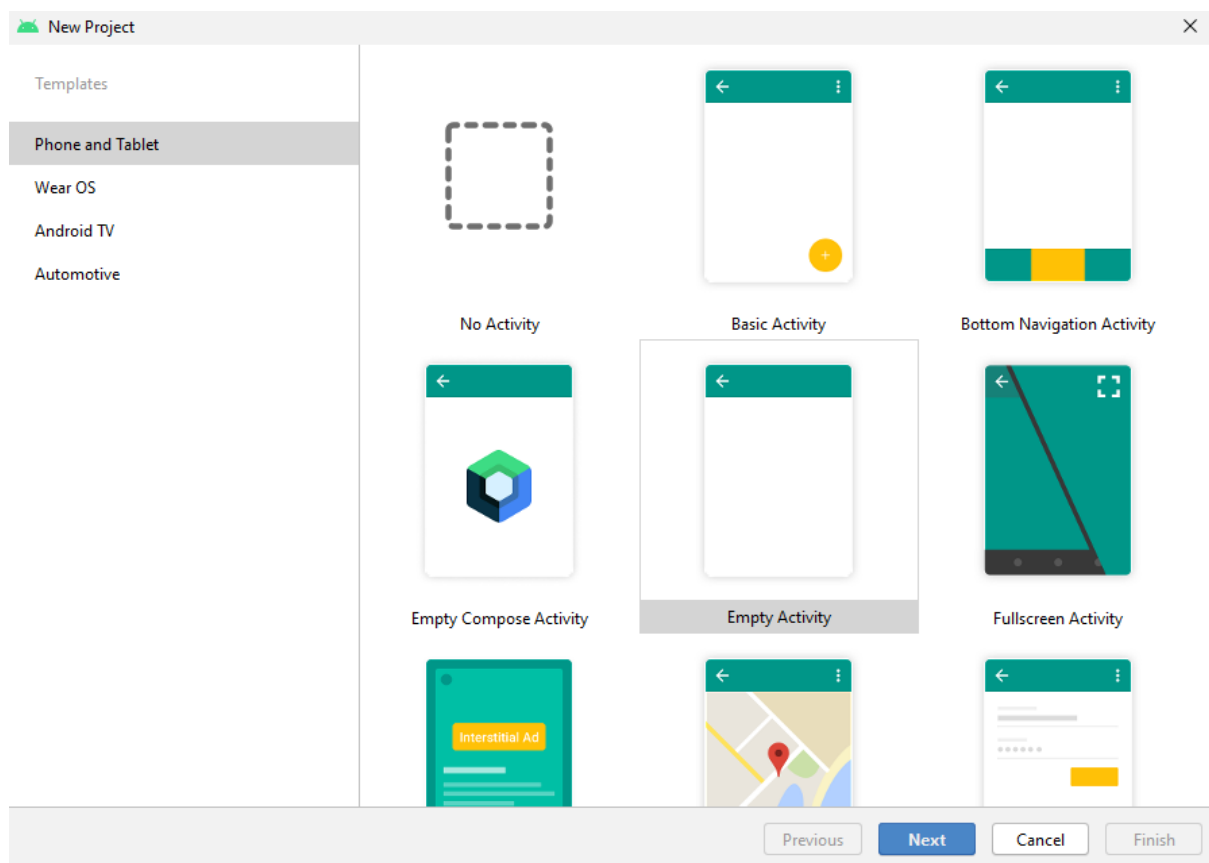 New Project
Templates
Phone and Tablet
Wear OS
Android TV
Automotive
No Activity
Basic Activity
Bottom Navigation Activity
Empty Compose Activity
Empty Activity
Fullscreen Activity
Interstitial Ad
Previous
Next
Cancel
Finish